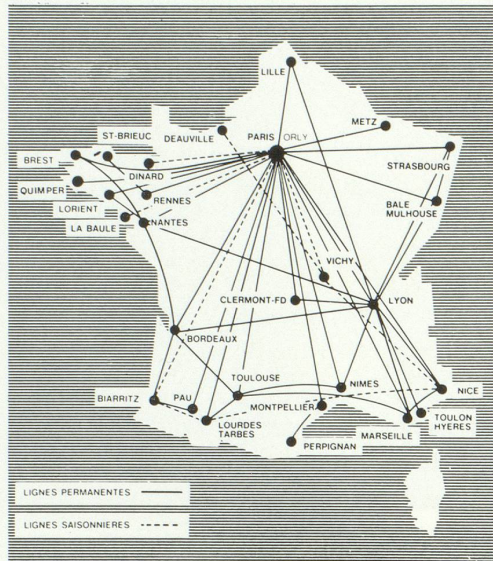 LILLE
METZ
ST-BRIEUC
DEAUVILLE
PARIS ORLY
BREST
STRASBOURG
DINARD
QUIMPER
RENNES
BALE
MULHOUSE
LORIENT
LA BAULE
NANTES
VICHY
CLERMONT-FD
LYON
BORDEAUX
TOULOUSE
NIMES
NICE
BIARRITZ
PAU
MONTPELLIER
TOULON
HYERES
LOURDES
TARBES
MARSEILLE
PERPIGNAN
LIGNES PERMANENTES
LIGNES SAISONNIERES